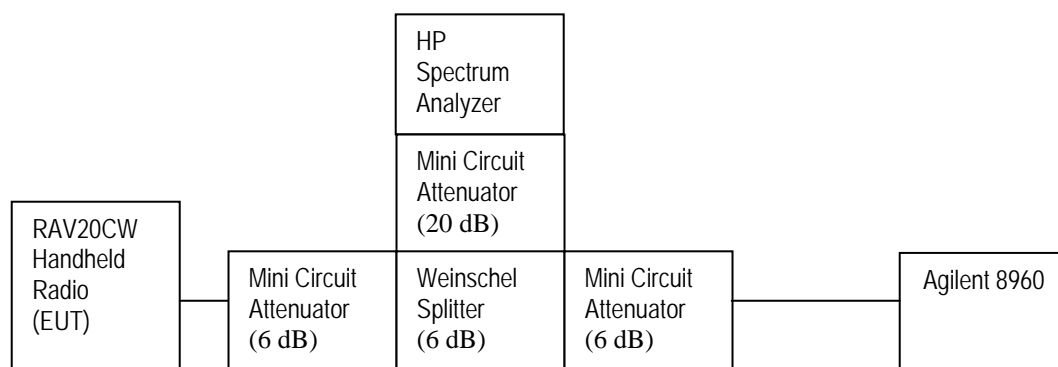 HP
Spectrum
Analyzer
Mini Circuit
Attenuator
(20 dB)
RAV20CW
Handheld
Radio
(EUT)
Mini Circuit
Attenuator
(6 dB)
Weinschel
Splitter
(6 dB)
Mini Circuit
Attenuator
(6 dB)
Agilent 8960